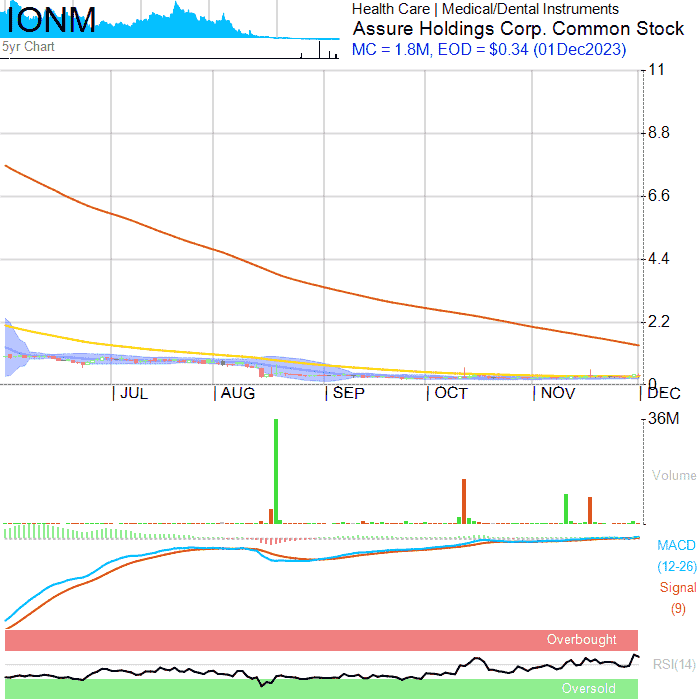 IONM
5yr Chart
Health Care | Medical/Dental Instruments
Assure Holdings Corp. Common Stock
MC = 1.8M, EOD = $0.34 (01Dec2023)
11
8.8
6.6
4.4
2.2
0
JUL AUG SEP OCT NOV DEC
36M
Volume
MACD
(12-26)
Signal
(9)
Overbought
RSI(14)
Oversold